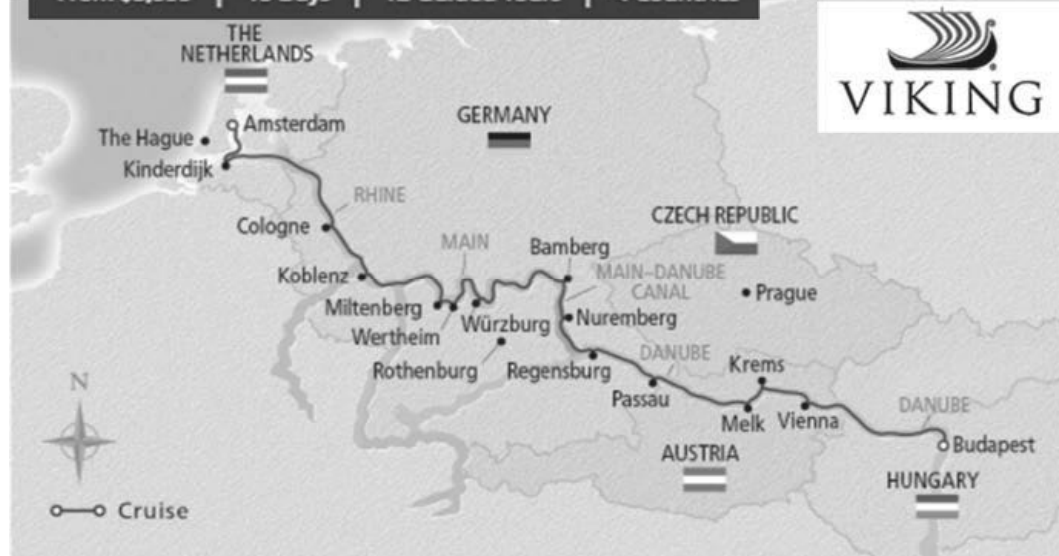 THE
NETHERLANDS
VIKING
Amsterdam
GERMANY
The Hague
Kinderdijk
RHINE
CZECH REPUBLIC
Cologne
MAIN
Bamberg
Koblenz
MAIN–DANUBE
CANAL
Prague
Miltenberg
Nuremberg
Wertheim
Würzburg
Rothenburg
Regensburg
DANUBE
Krems
N
Passau
Melk
Vienna
DANUBE
Budapest
AUSTRIA
HUNGARY
Cruise